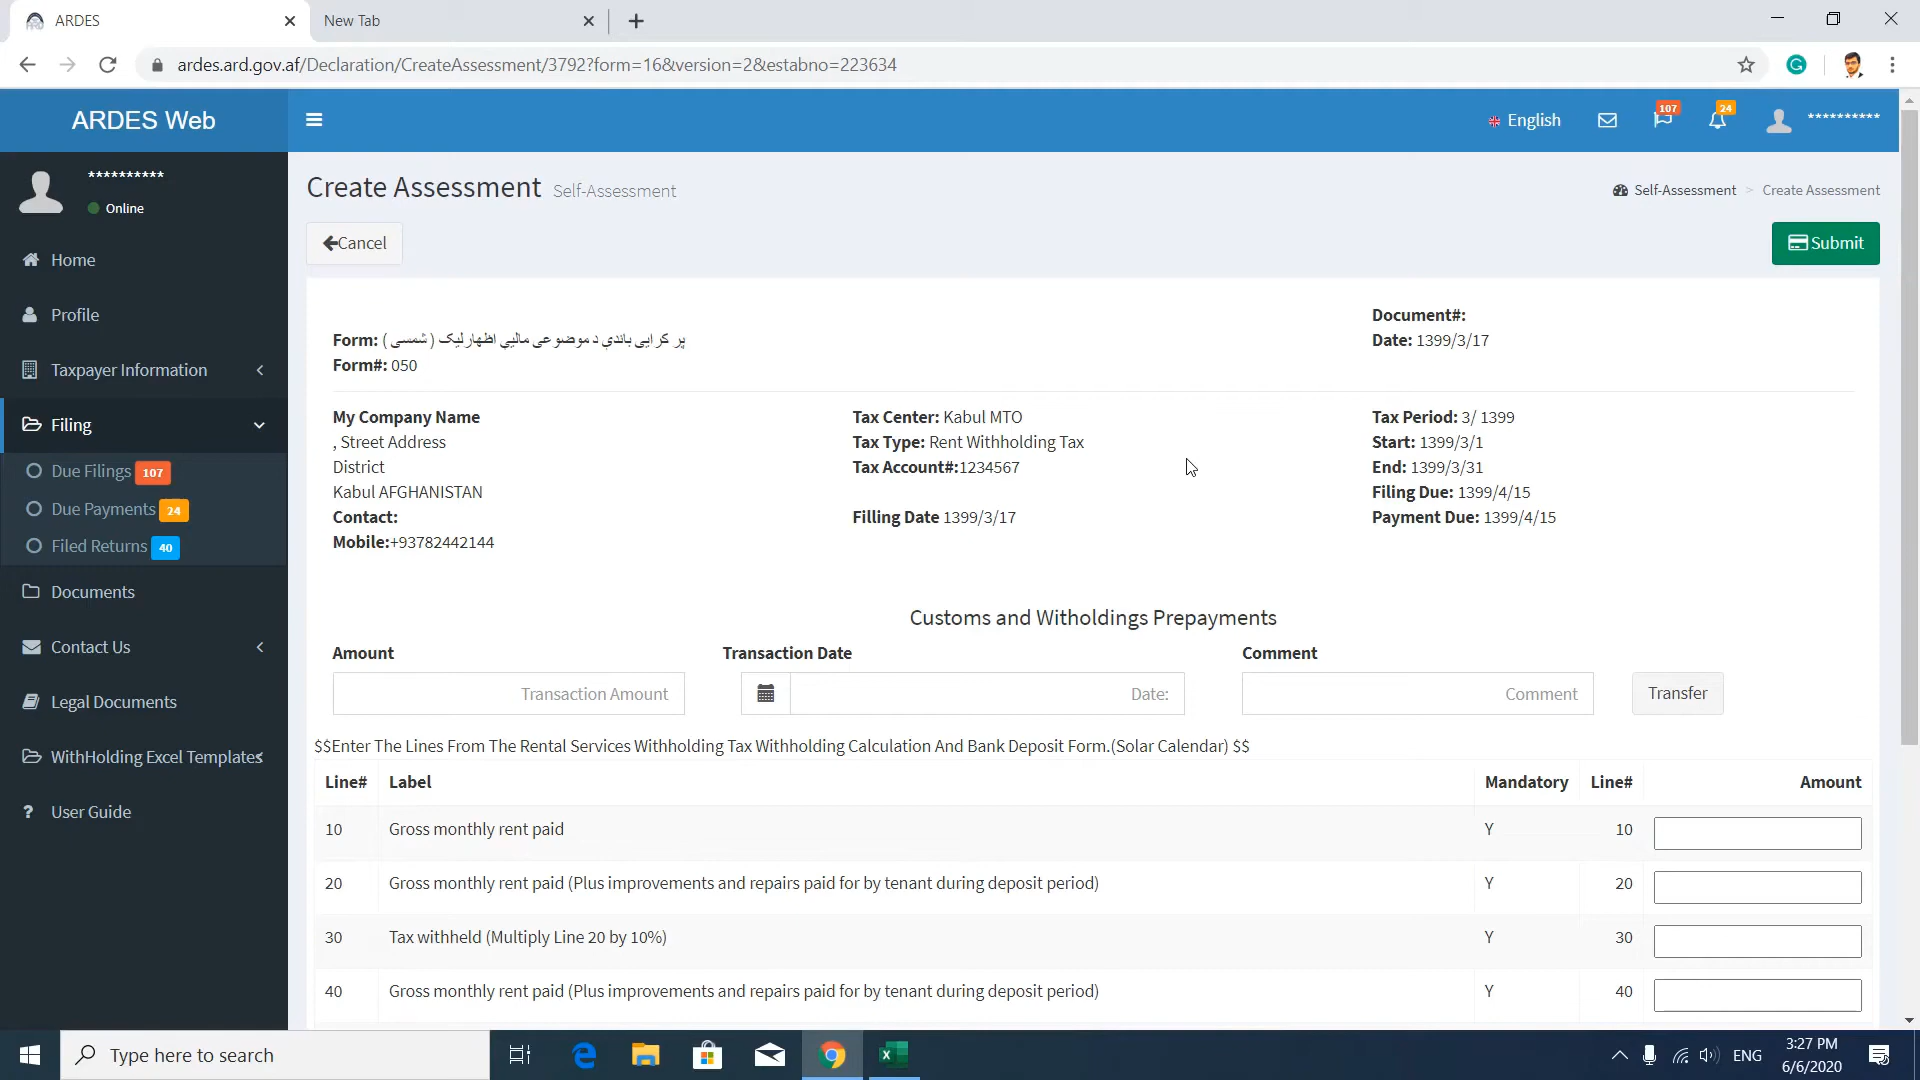 ARDES
New Tab
ardes.ard.gov.af/Declaration/CreateAssessment/3792?form=16&version=2&estabno=223634
ARDES Web
English
107
24
**********
**********
Online
Home
Profile
Taxpayer Information
Filing
Due Filings 107
Due Payments 24
Filed Returns 40
Documents
Contact Us
Legal Documents
WithHolding Excel Templates
User Guide
Create Assessment Self-Assessment
Self-Assessment > Create Assessment
Cancel
Submit
Form: پر کرایی باندې د موضوعی مالیې اظهارلیک ( شمسی )
Form#: 050
Document#:
Date: 1399/3/17
My Company Name
, Street Address
District
Kabul AFGHANISTAN
Contact:
Mobile:+93782442144
Tax Center: Kabul MTO
Tax Type: Rent Withholding Tax
Tax Account#:1234567
Filling Date 1399/3/17
Tax Period: 3/ 1399
Start: 1399/3/1
End: 1399/3/31
Filing Due: 1399/4/15
Payment Due: 1399/4/15
Customs and Witholdings Prepayments
Amount
Transaction Date
Comment
Transaction Amount
Date:
Comment
Transfer
$$Enter The Lines From The Rental Services Withholding Tax Withholding Calculation And Bank Deposit Form.(Solar Calendar) $$
Line# Label Mandatory Line# Amount
10 Gross monthly rent paid Y 10
20 Gross monthly rent paid (Plus improvements and repairs paid for by tenant during deposit period) Y 20
30 Tax withheld (Multiply Line 20 by 10%) Y 30
40 Gross monthly rent paid (Plus improvements and repairs paid for by tenant during deposit period) Y 40
Type here to search
ENG
3:27 PM
6/6/2020